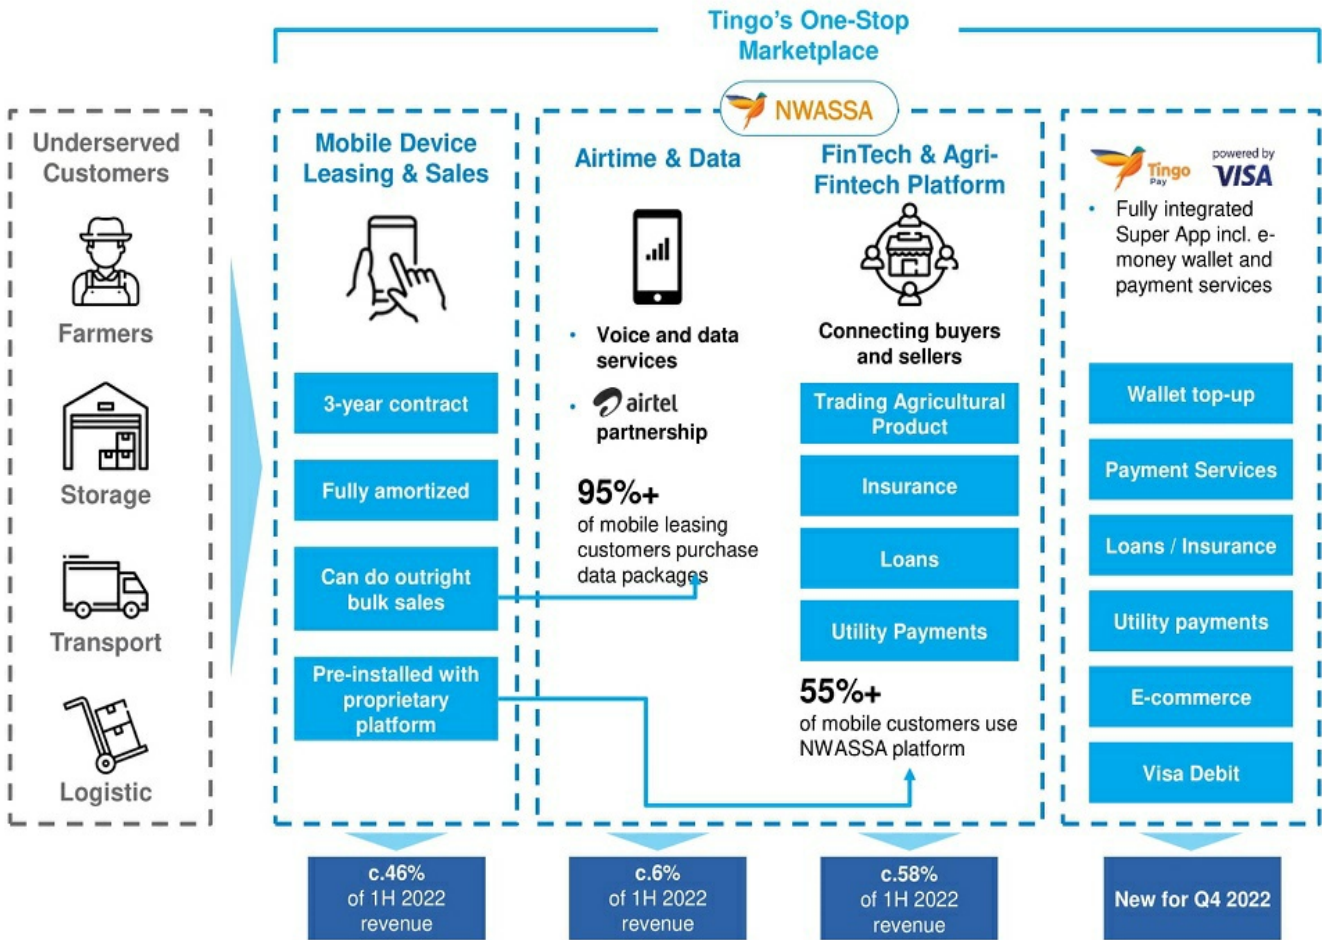 Tingo's One-Stop
Marketplace
NWASSA
Underserved
Customers
Farmers
Storage
Transport
Logistic
Mobile Device
Leasing & Sales
3-year contract
Fully amortized
Can do outright
bulk sales
Pre-installed with
proprietary
platform
c.46%
of 1H 2022
revenue
Airtime & Data
• Voice and data
services
• airtel
partnership
95%+
of mobile leasing
customers purchase
data packages
c.6%
of 1H 2022
revenue
FinTech & Agri-
Fintech Platform
Connecting buyers
and sellers
Trading Agricultural
Product
Insurance
Loans
Utility Payments
55%+
of mobile customers use
NWASSA platform
c.58%
of 1H 2022
revenue
Tingo
Pay
powered by
VISA
• Fully integrated
Super App incl. e-
money wallet and
payment services
Wallet top-up
Payment Services
Loans / Insurance
Utility payments
E-commerce
Visa Debit
New for Q4 2022